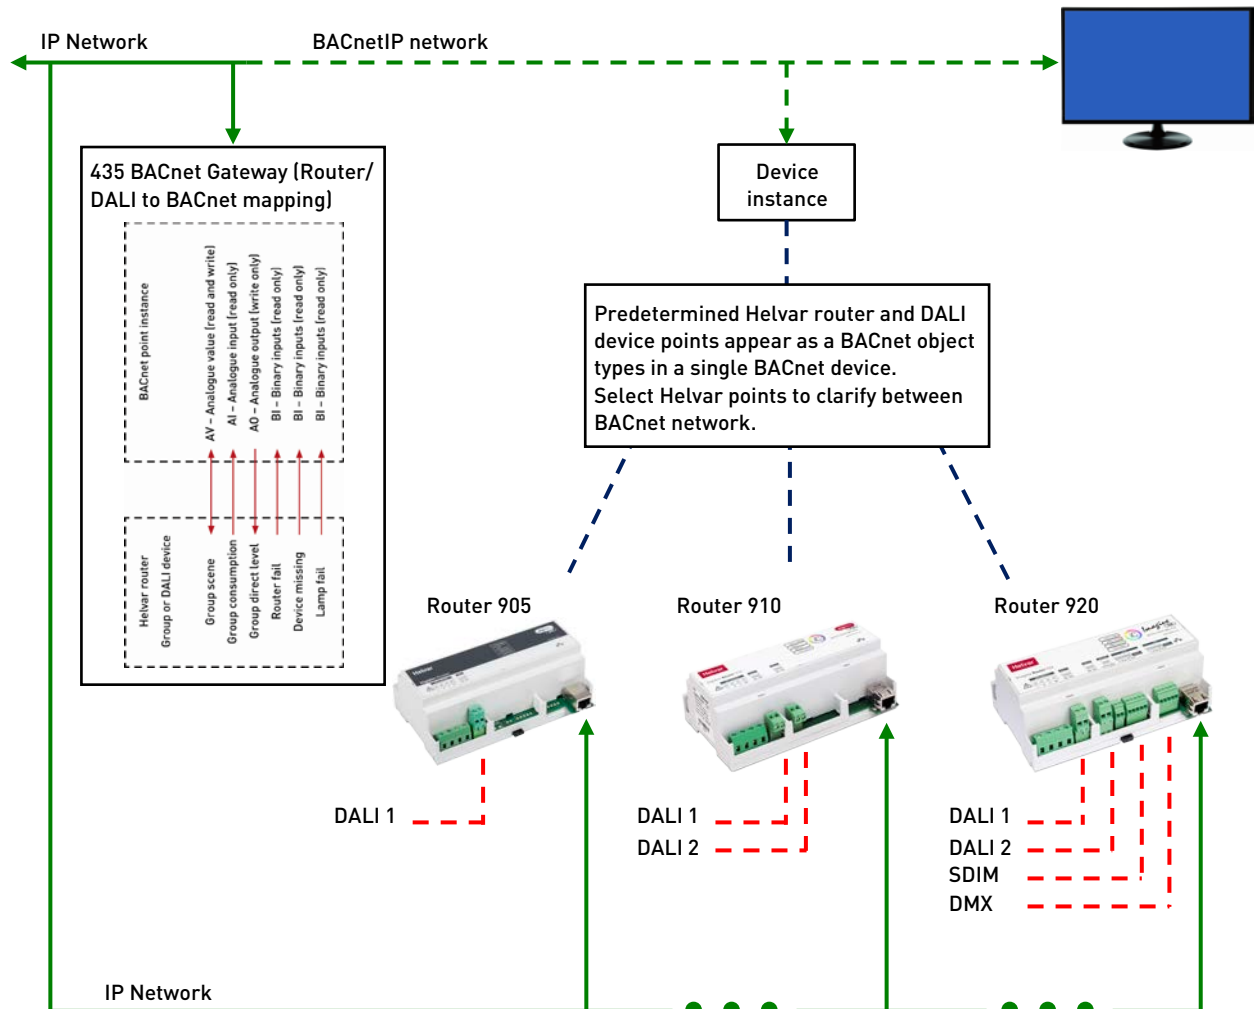 IP Network
BACnetIP network
435 BACnet Gateway (Router/
DALI to BACnet mapping)
BACnet point instance
AV – Analogue value (read and write)
AI – Analogue input (read only)
AO – Analogue output (write only)
BI – Binary inputs (read only)
BI – Binary inputs (read only)
BI – Binary inputs (read only)
Helvar router
Group or DALI device
Group scene
Group consumption
Group direct level
Router fail
Device missing
Lamp fail
Device
instance
Predetermined Helvar router and DALI
device points appear as a BACnet object
types in a single BACnet device.
Select Helvar points to clarify between
BACnet network.
Router 905
Router 910
Router 920
Helvar
Helvar
Helvar
Imagine
DALI 1
DALI 1
DALI 2
DALI 1
DALI 2
SDIM
DMX
IP Network